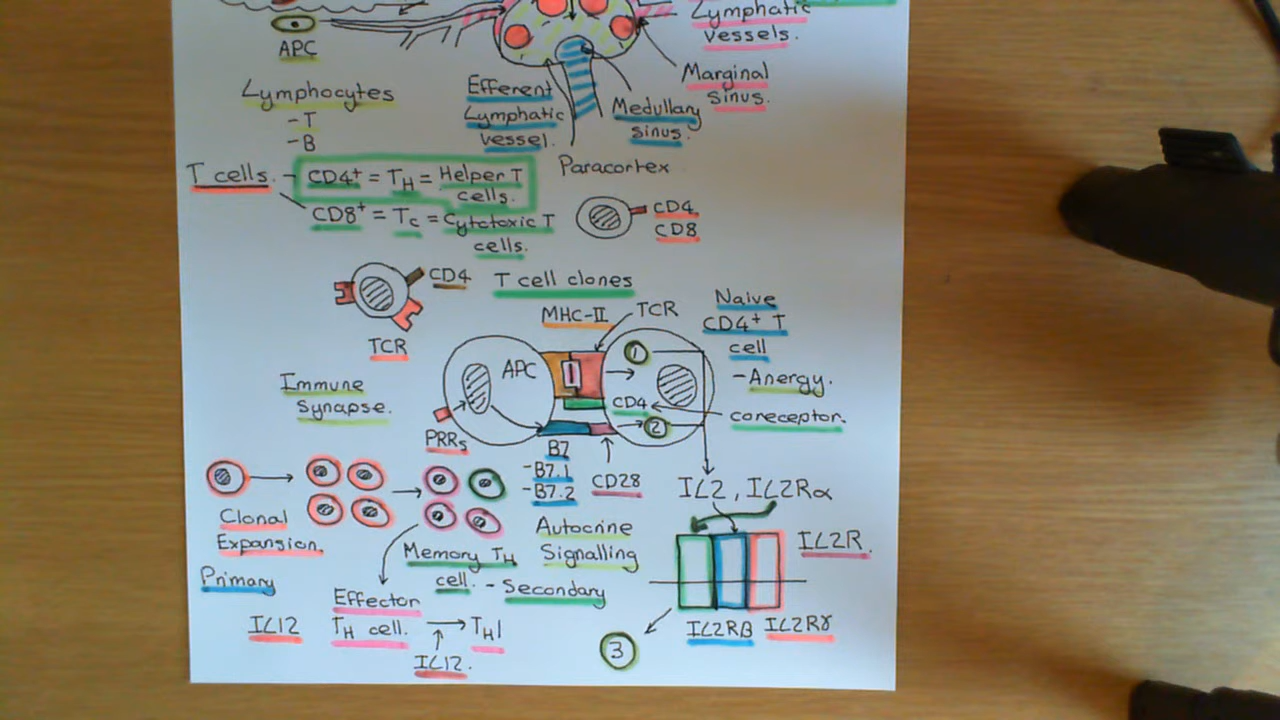 Lymphatic
vessels.
APC
Marginal
sinus.
Lymphocytes
-T
-B
Efferent
Lymphatic
vessel.
Medullary
sinus.
Paracortex
T cells. - CD4+ = TH = Helper T
cells.
CD8+ = Tc = Cytotoxic T
cells.
CD4
CD8
CD4
TCR
T cell clones
MHC-II
TCR
Naive
CD4+ T
cell
-Anergy.
Immune
Synapse.
APC
1
CD4
coreceptor.
2
PRRs
B7
-B7.1
-B7.2
CD28
IL2, IL2Rα
Clonal
Expansion.
Primary
Memory TH
cell. - Secondary
Autocrine
Signalling
IL2R.
IL2Rβ
IL2Rγ
Effector
TH cell.
TH1
IL12
IL12.
3